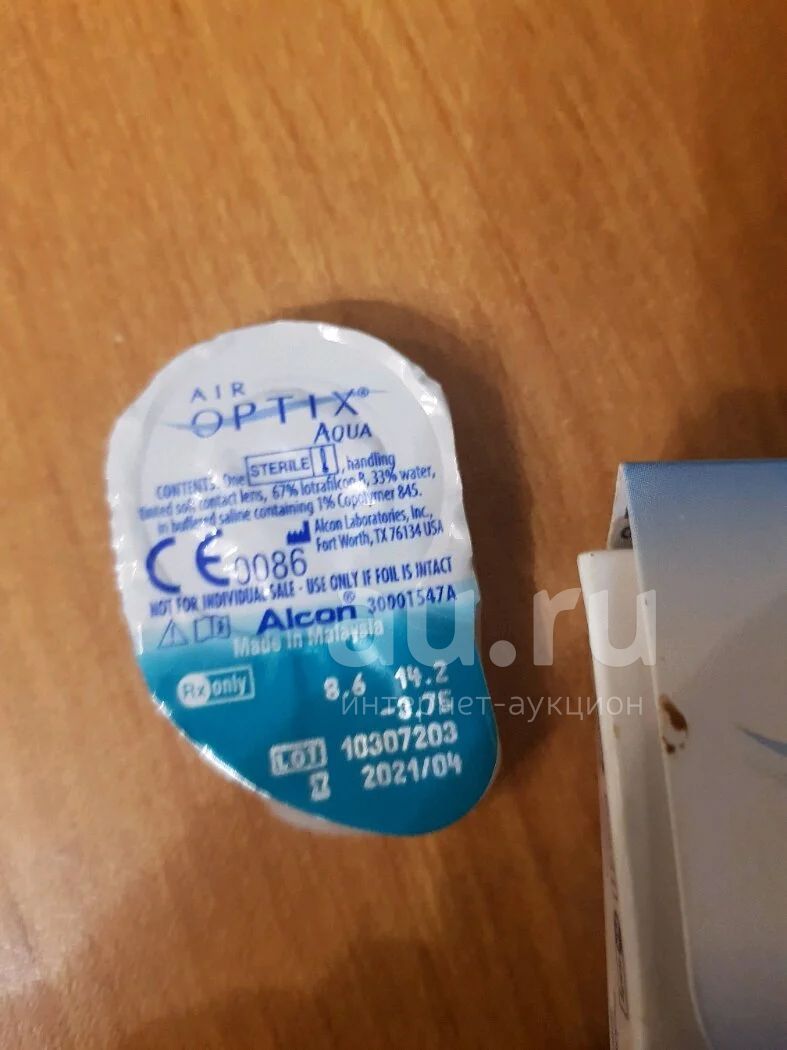 AIR
OPTIX®
AQUA
CONTENTS: One STERILE, handling
tinted soft contact lens, 67% lotrafilcon B, 33% water,
in buffered saline containing 1% Copolymer 845.
Alcon Laboratories, Inc.,
Fort Worth, TX 76134 USA
CE 0086
NOT FOR INDIVIDUAL SALE - USE ONLY IF FOIL IS INTACT
Alcon® 30001547A
Made in Malaysia
Rx only
8.6 14.2
-3.75
LOT 10307203
2021/04
au.ru
интернет-аукцион